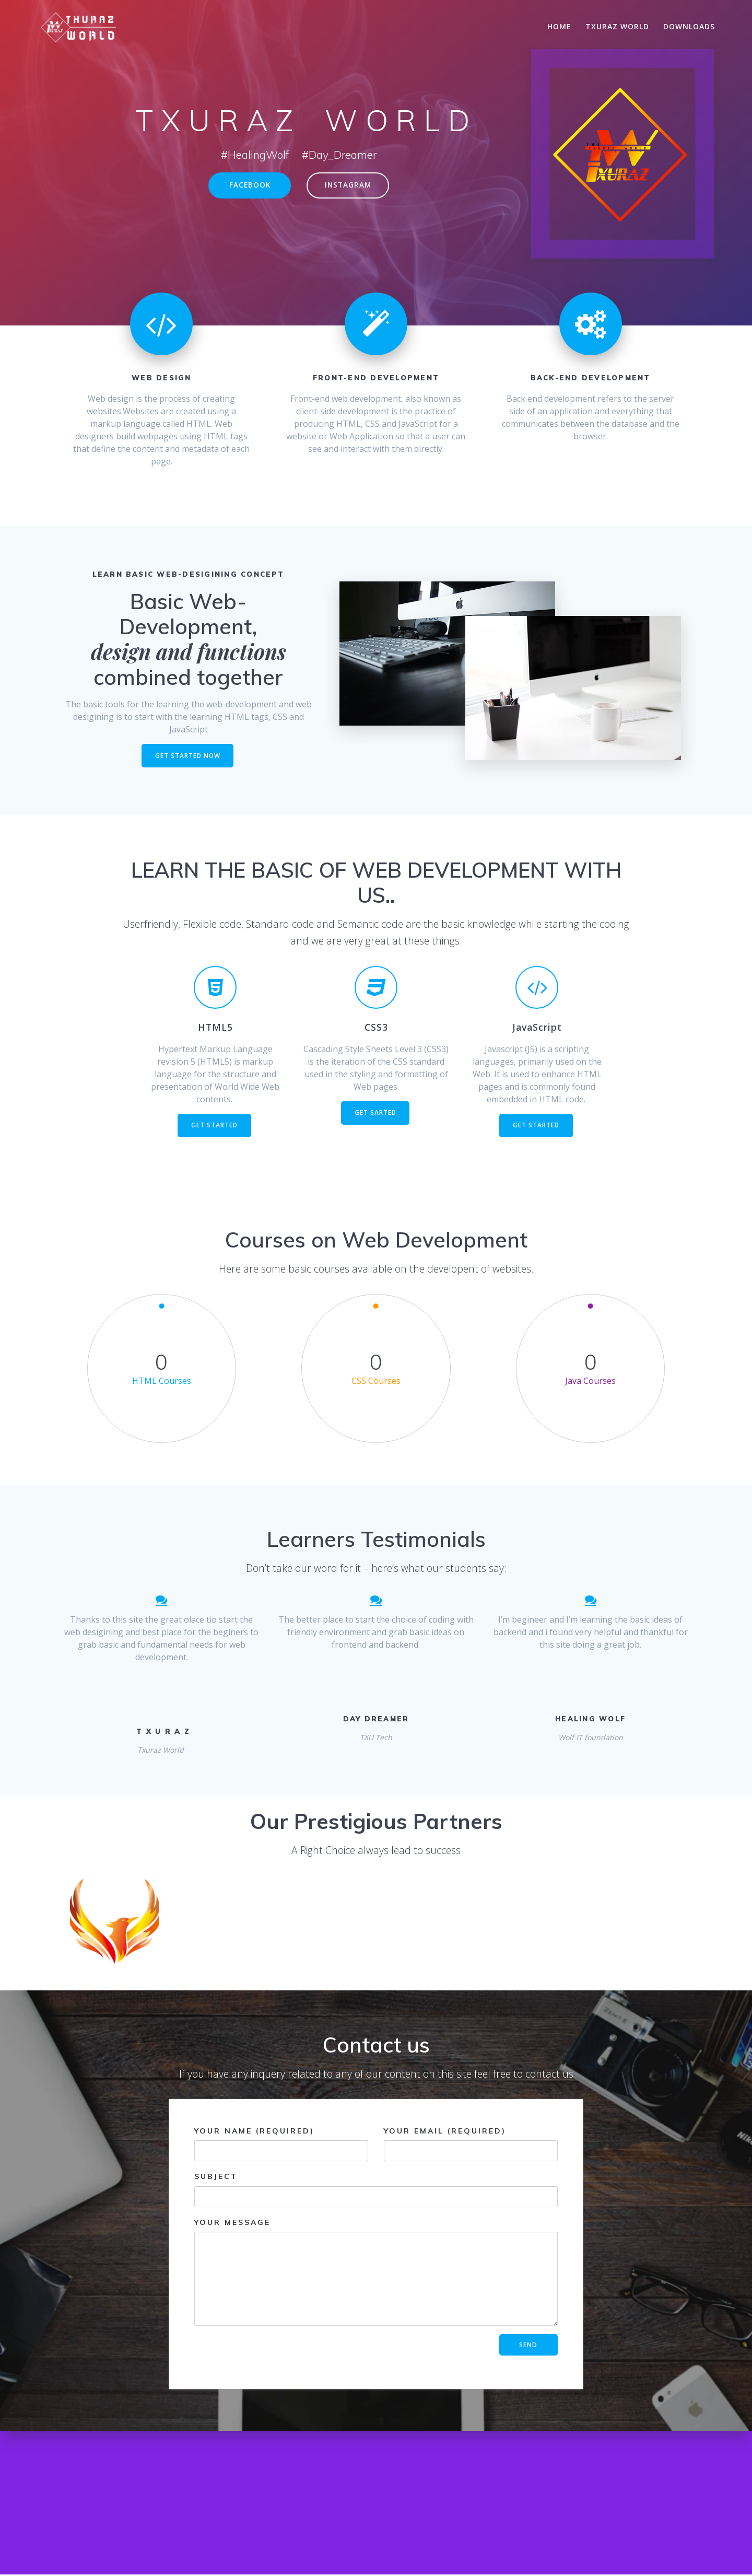 TXURAZ
WORLD
HOME TXURAZ WORLD DOWNLOADS
TXURAZ WORLD
#HealingWolf #Day_Dreamer
FACEBOOK INSTAGRAM
TXURAZ WORLD
TXURAZ
WEB DESIGN
Web design is the process of creating
websites.Websites are created using a
markup language called HTML. Web
designers build webpages using HTML tags
that define the content and metadata of each
page.
FRONT-END DEVELOPMENT
Front-end web development, also known as
client-side development is the practice of
producing HTML, CSS and JavaScript for a
website or Web Application so that a user can
see and interact with them directly.
BACK-END DEVELOPMENT
Back end development refers to the server
side of an application and everything that
communicates between the database and the
browser.
LEARN BASIC WEB-DESIGINING CONCEPT
Basic Web-
Development,
design and functions
combined together
The basic tools for the learning the web-development and web
desigining is to start with the learning HTML tags, CSS and
JavaScript
GET STARTED NOW
LEARN THE BASIC OF WEB DEVELOPMENT WITH
US..
Userfriendly, Flexible code, Standard code and Semantic code are the basic knowledge while starting the coding
and we are very great at these things.
HTML5
Hypertext Markup Language
revision 5 (HTML5) is markup
language for the structure and
presentation of World Wide Web
contents.
GET STARTED
CSS3
Cascading Style Sheets Level 3 (CSS3)
is the iteration of the CSS standard
used in the styling and formatting of
Web pages.
GET SARTED
JavaScript
Javascript (JS) is a scripting
languages, primarily used on the
Web. It is used to enhance HTML
pages and is commonly found
embedded in HTML code.
GET STARTED
Courses on Web Development
Here are some basic courses available on the developent of websites.
0
HTML Courses
0
CSS Courses
0
Java Courses
Learners Testimonials
Don't take our word for it – here's what our students say:
Thanks to this site the great olace tio start the
web desigining and best place for the beginers to
grab basic and fundamental needs for web
development.
T X U R A Z
Txuraz World
The better place to start the choice of coding with
friendly environment and grab basic ideas on
frontend and backend.
DAY DREAMER
TXU Tech
I'm begineer and I'm learning the basic ideas of
backend and i found very helpful and thankful for
this site doing a great job.
HEALING WOLF
Wolf IT foundation
Our Prestigious Partners
A Right Choice always lead to success
Contact us
If you have any inquery related to any of our content on this site feel free to contact us
YOUR NAME (REQUIRED) YOUR EMAIL (REQUIRED)
SUBJECT
YOUR MESSAGE
SEND